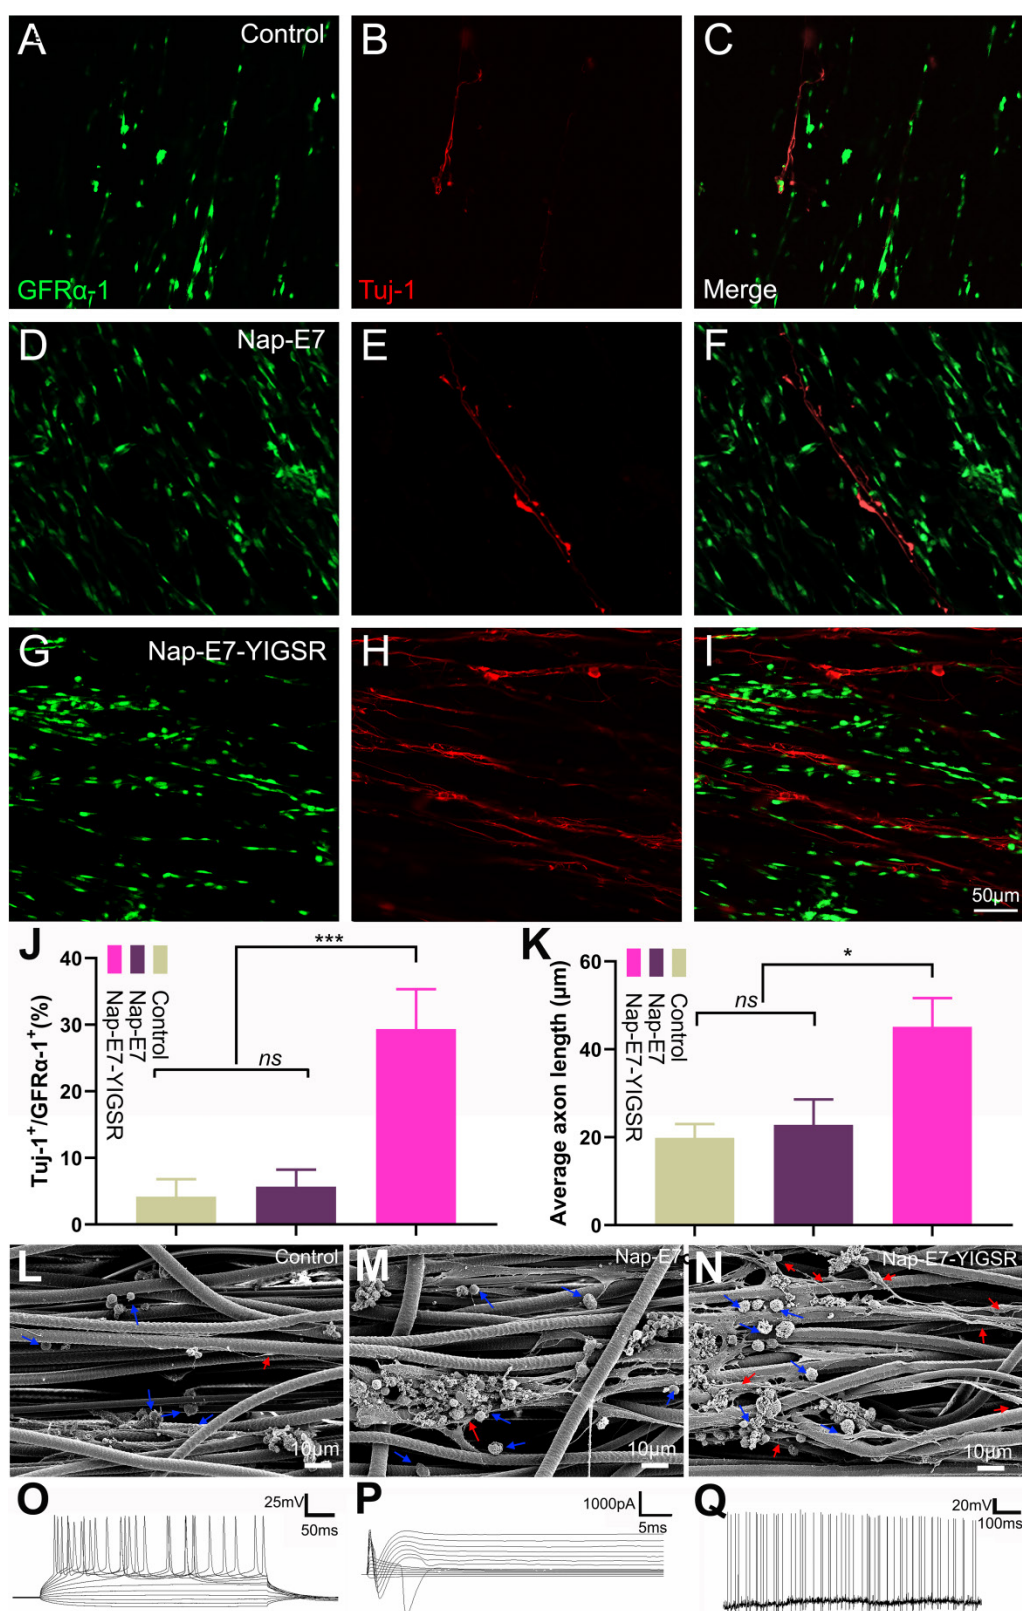 A Control
B
C
GFRα-1
Tuj-1
Merge
D Nap-E7
E
F
G Nap-E7-YIGSR
H
I
50µm
J
Tuj-1⁺/GFRα-1⁺(%)
40
30
20
10
0
Control
Nap-E7
Nap-E7-YIGSR
***
ns
K
Average axon length (µm)
60
40
20
0
Control
Nap-E7
Nap-E7-YIGSR
*
ns
L Control
10µm
M Nap-E7
10µm
N Nap-E7-YIGSR
10µm
O
25mV
50ms
P
1000pA
5ms
Q
20mV
100ms